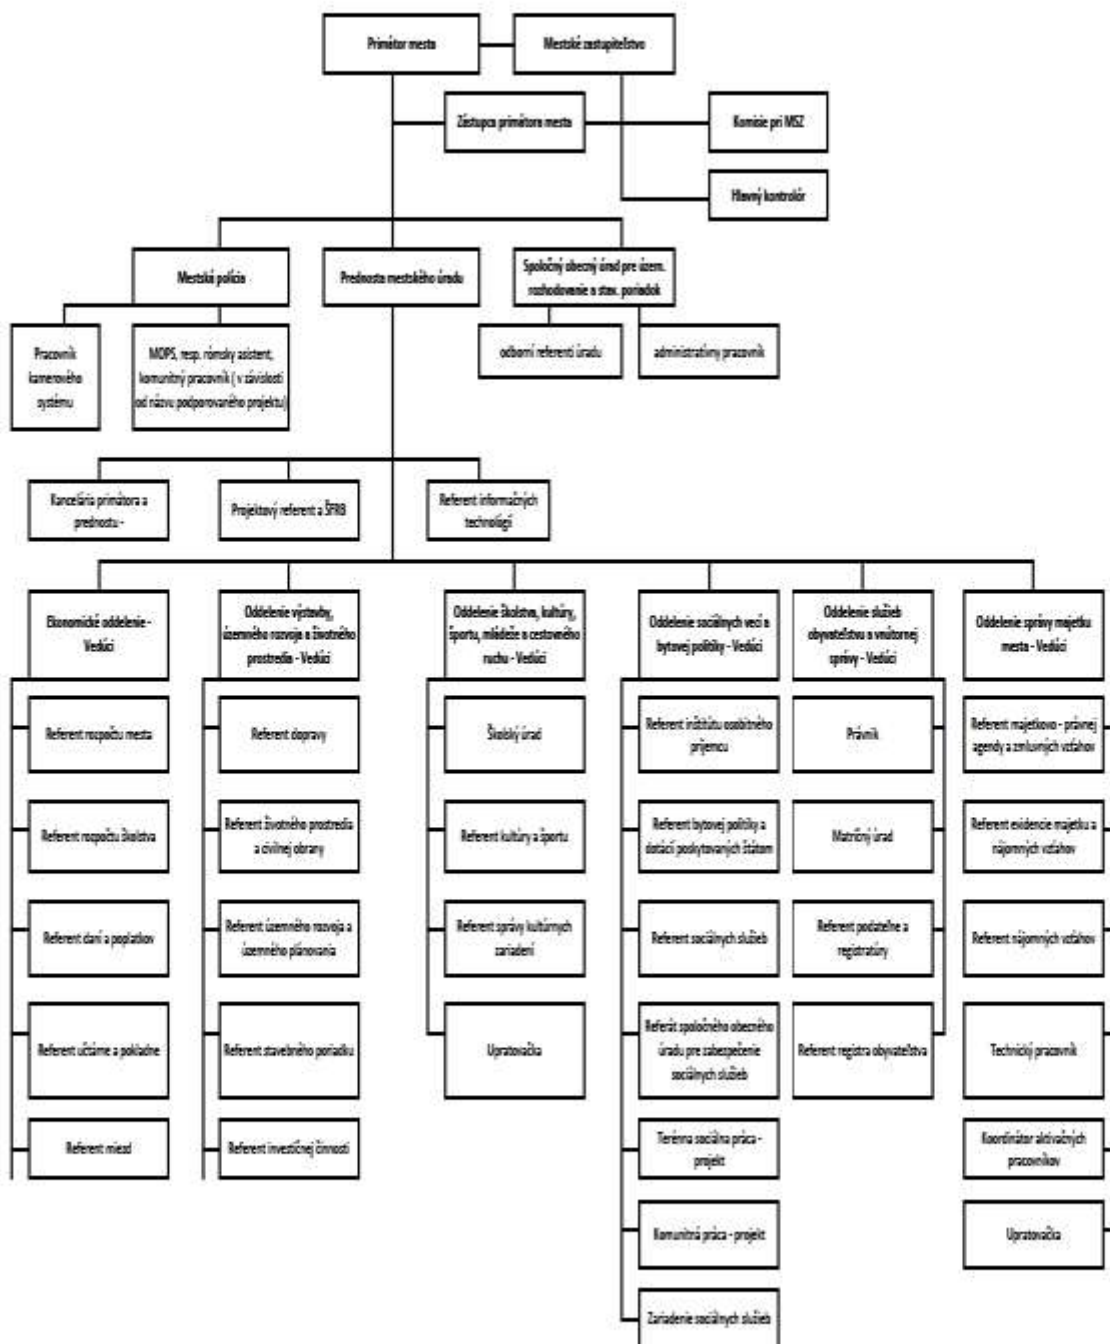 Primátor mesta
Mestské zastupiteľstvo
Zástupca primátora mesta
Komisie pri MSZ
Hlavný kontrolór
Mestská polícia
Prednosta mestského úradu
Spoločný obecný úrad pre územ.
rozhodovanie a stav. poriadok
Pracovník
kamerového
systému
MOPS, resp. rómsky asistent,
komunitný pracovník ( v závislosti
od názvu podporovaného projektu)
odborní referenti úradu
administratívny pracovník
Kancelária primátora a
prednostu -
Projektový referent a ŠFRB
Referent informačných
technológií
Ekonomické oddelenie -
Vedúci
Oddelenie výstavby,
územného rozvoja a životného
prostredia - Vedúci
Oddelenie školstva, kultúry,
športu, mládeže a cestovného
ruchu - Vedúci
Oddelenie sociálnych vecí a
bytovej politiky - Vedúci
Oddelenie služieb
obyvateľstvu a vnútornej
správy - Vedúci
Oddelenie správy majetku
mesta - Vedúci
Referent rozpočtu mesta
Referent dopravy
Školský úrad
Referent inštitútu osobitného
príjemcu
Právnik
Referent majetkovo - právnej
agendy a zmluvných vzťahov
Referent rozpočtu školstva
Referent životného prostredia
a civilnej obrany
Referent kultúry a športu
Referent bytovej politiky a
dotácií poskytovaných štátom
Matričný úrad
Referent evidencie majetku a
nájomných vzťahov
Referent daní a poplatkov
Referent územného rozvoja a
územného plánovania
Referent správy kultúrnych
zariadení
Referent sociálnych služieb
Referent podateľne a
registratúry
Referent nájomných vzťahov
Referent učtárne a pokladne
Referent stavebného poriadku
Upratovačka
Referát spoločného obecného
úradu pre zabezpečenie
sociálnych služieb
Referent registra obyvateľstva
Technický pracovník
Referent miezd
Referent investičnej činnosti
Terénna sociálna práca -
projekt
Koordinátor aktivačných
pracovníkov
Komunitná práca - projekt
Upratovačka
Zariadenie sociálnych služieb